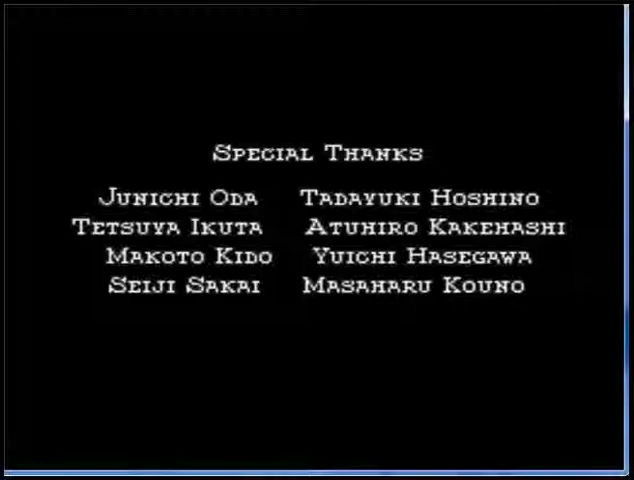 Special Thanks
Junichi Oda Tadayuki Hoshino
Tetsuya Ikuta Atuhiro Kakehashi
Makoto Kido Yuichi Hasegawa
Seiji Sakai Masaharu Kouno